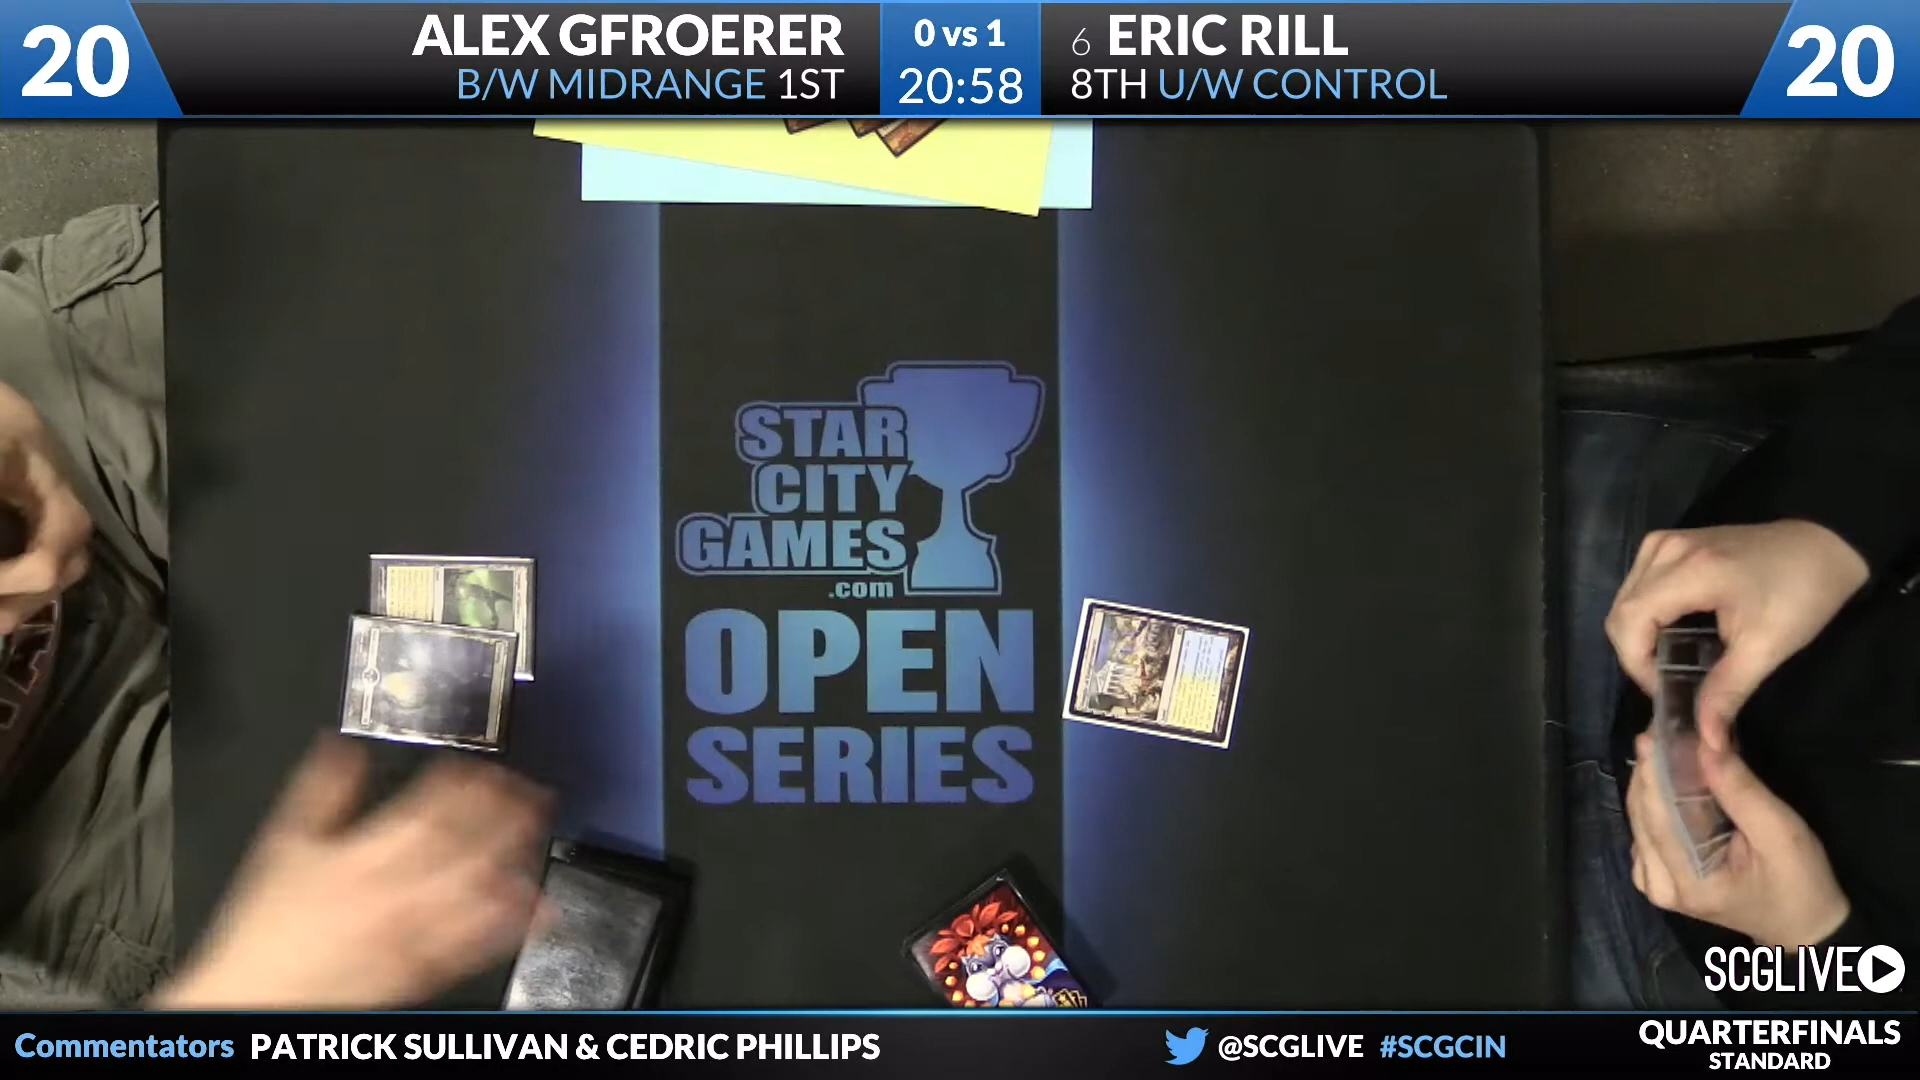 20
ALEX GFROERER
B/W MIDRANGE 1ST
0 vs 1
20:58
6 ERIC RILL
8TH U/W CONTROL
20
STAR
CITY
GAMES
.com
OPEN
SERIES
SCGLIVE
Commentators PATRICK SULLIVAN & CEDRIC PHILLIPS
@SCGLIVE #SCGCIN
QUARTERFINALS
STANDARD